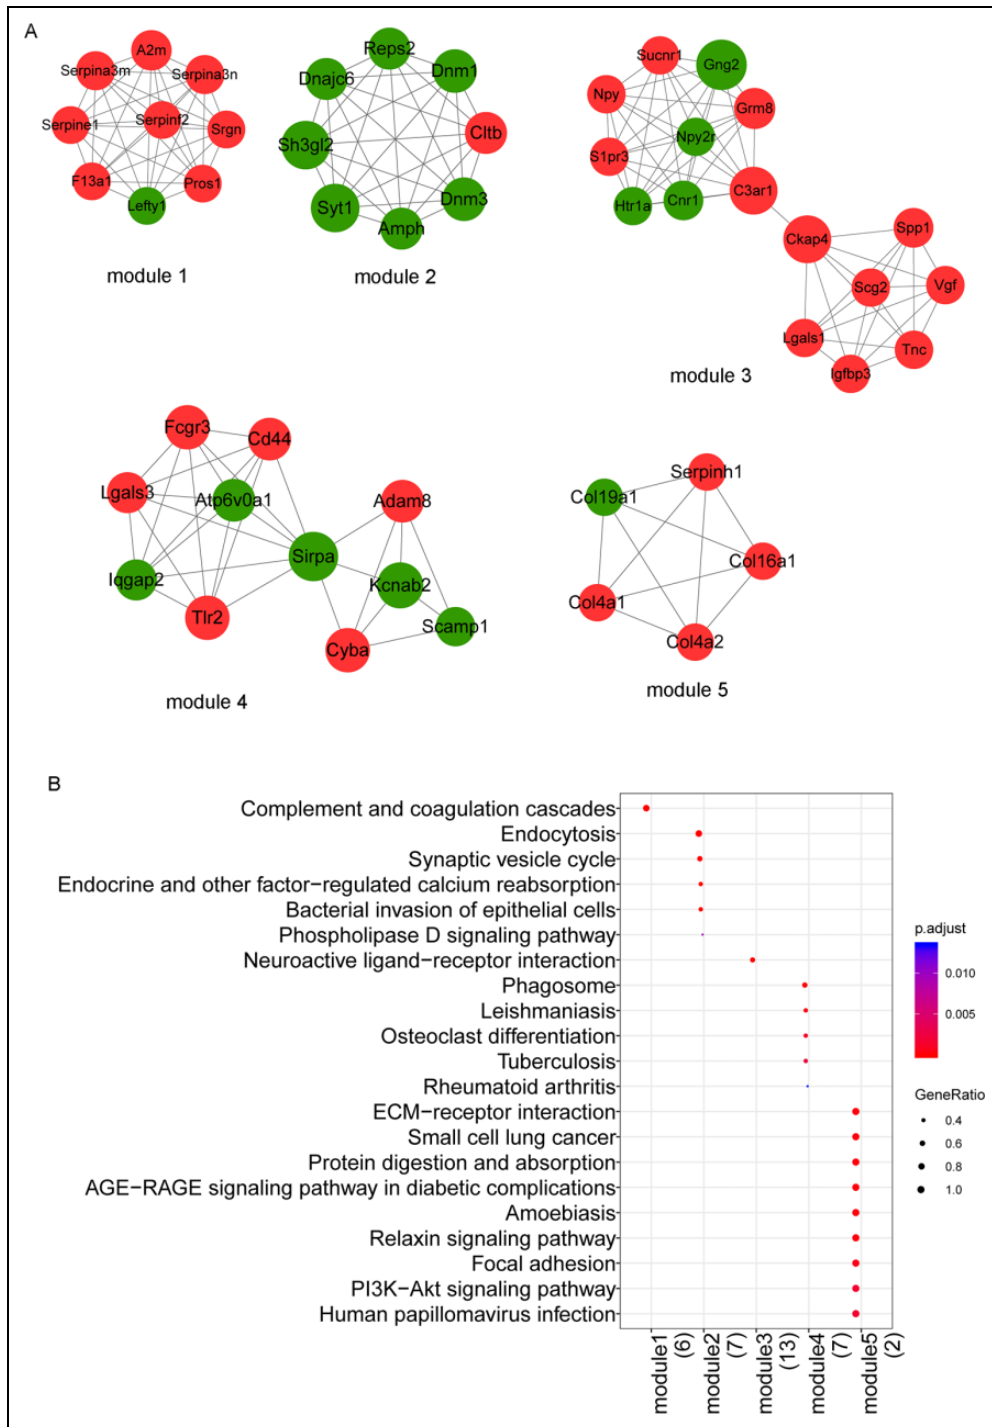 A
A2m
Serpina3m
Serpina3n
Serpine1
Serpinf2
Srgn
F13a1
Pros1
Lefty1
module 1
Reps2
Dnajc6
Dnm1
Cltb
Sh3gl2
Syt1
Dnm3
Amph
module 2
Sucnr1
Gng2
Npy
Grm8
Npy2r
S1pr3
C3ar1
Htr1a
Cnr1
Ckap4
Spp1
Scg2
Vgf
Lgals1
Tnc
Igfbp3
module 3
Fcgr3
Cd44
Lgals3
Atp6v0a1
Adam8
Sirpa
Iqgap2
Kcnab2
Tlr2
Scamp1
Cyba
module 4
Serpinh1
Col19a1
Col16a1
Col4a1
Col4a2
module 5
B
Complement and coagulation cascades
Endocytosis
Synaptic vesicle cycle
Endocrine and other factor−regulated calcium reabsorption
Bacterial invasion of epithelial cells
Phospholipase D signaling pathway
Neuroactive ligand−receptor interaction
Phagosome
Leishmaniasis
Osteoclast differentiation
Tuberculosis
Rheumatoid arthritis
ECM−receptor interaction
Small cell lung cancer
Protein digestion and absorption
AGE−RAGE signaling pathway in diabetic complications
Amoebiasis
Relaxin signaling pathway
Focal adhesion
PI3K−Akt signaling pathway
Human papillomavirus infection
module1
(6)
module2
(7)
module3
(13)
module4
(7)
module5
(2)
p.adjust
0.010
0.005
GeneRatio
0.4
0.6
0.8
1.0